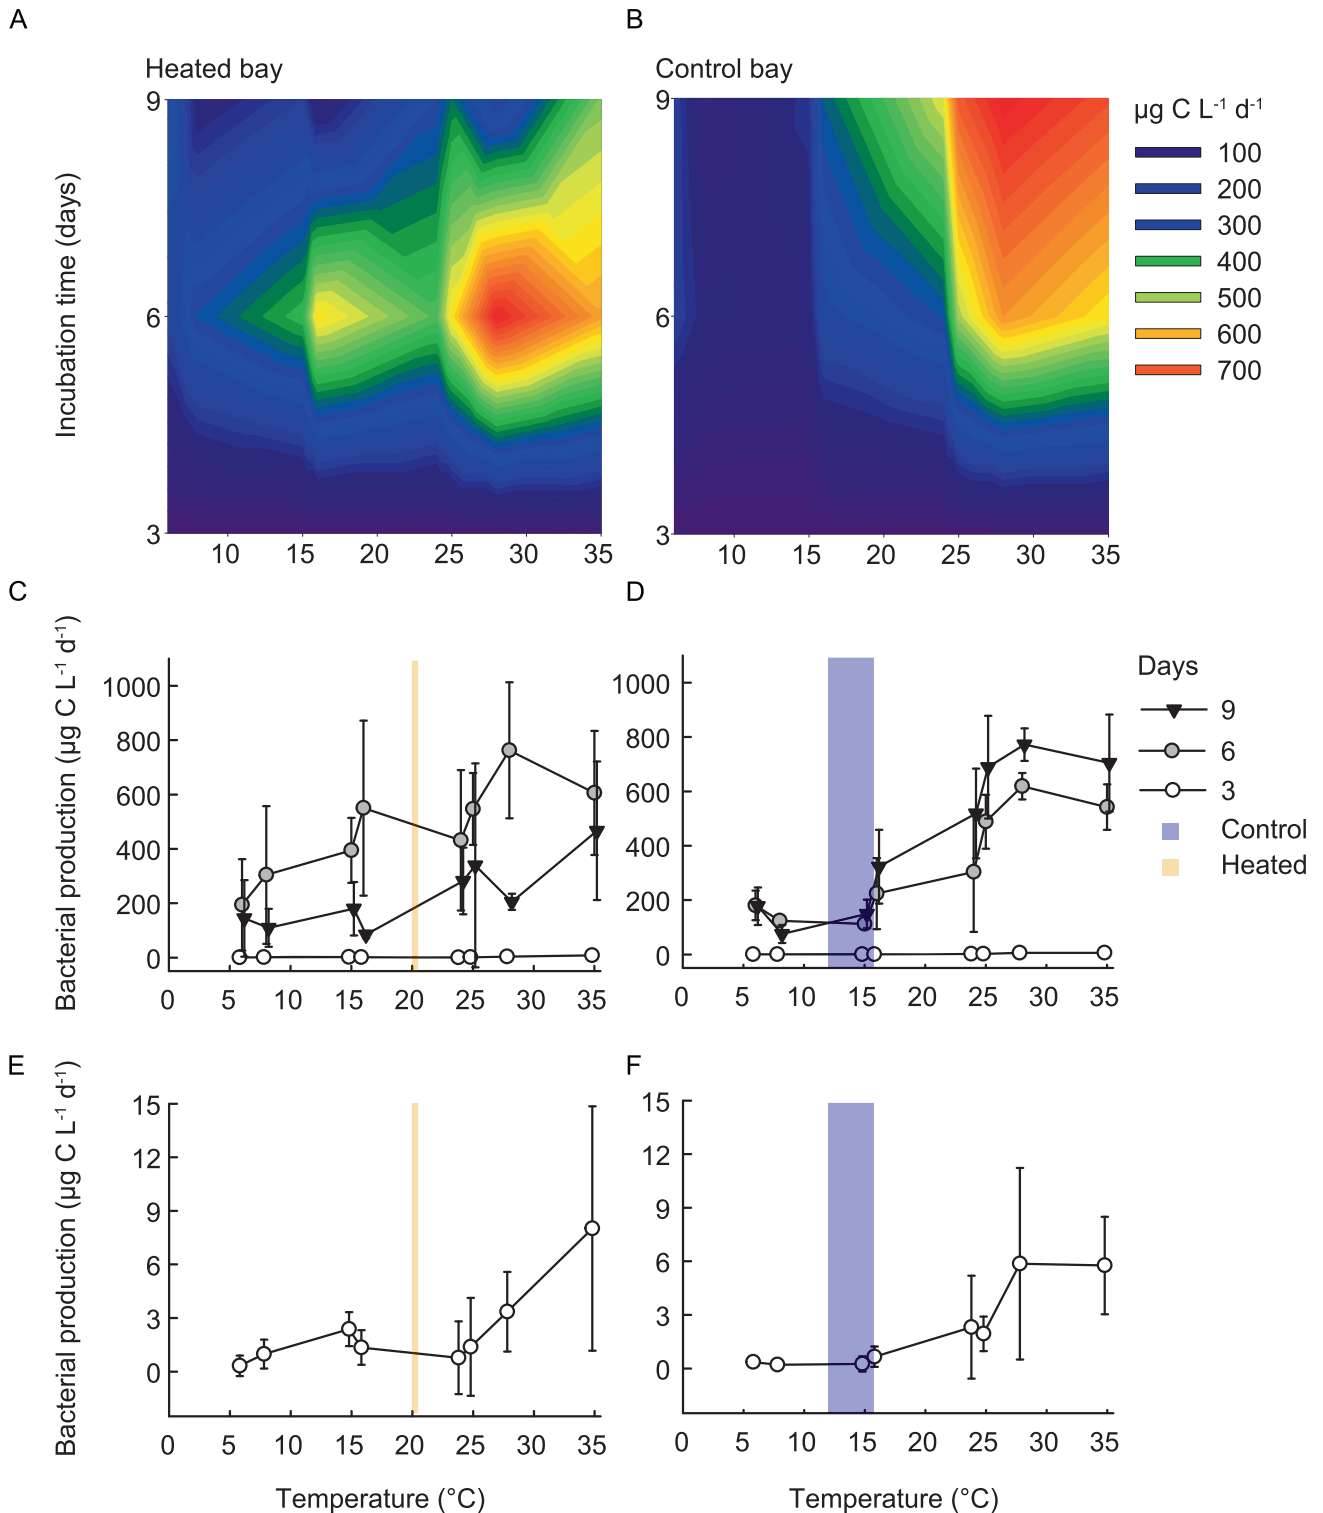 A
B
Heated bay
Control bay
Incubation time (days)
9
6
3
10 15 20 25 30 35
9
6
3
10 15 20 25 30 35
µg C L⁻¹ d⁻¹
100
200
300
400
500
600
700
C
D
Bacterial production (µg C L⁻¹ d⁻¹)
1000
800
600
400
200
0
0 5 10 15 20 25 30 35
1000
800
600
400
200
0
0 5 10 15 20 25 30 35
Days
9
6
3
Control
Heated
E
F
Bacterial production (µg C L⁻¹ d⁻¹)
15
12
9
6
3
0
0 5 10 15 20 25 30 35
Temperature (°C)
15
12
9
6
3
0
0 5 10 15 20 25 30 35
Temperature (°C)